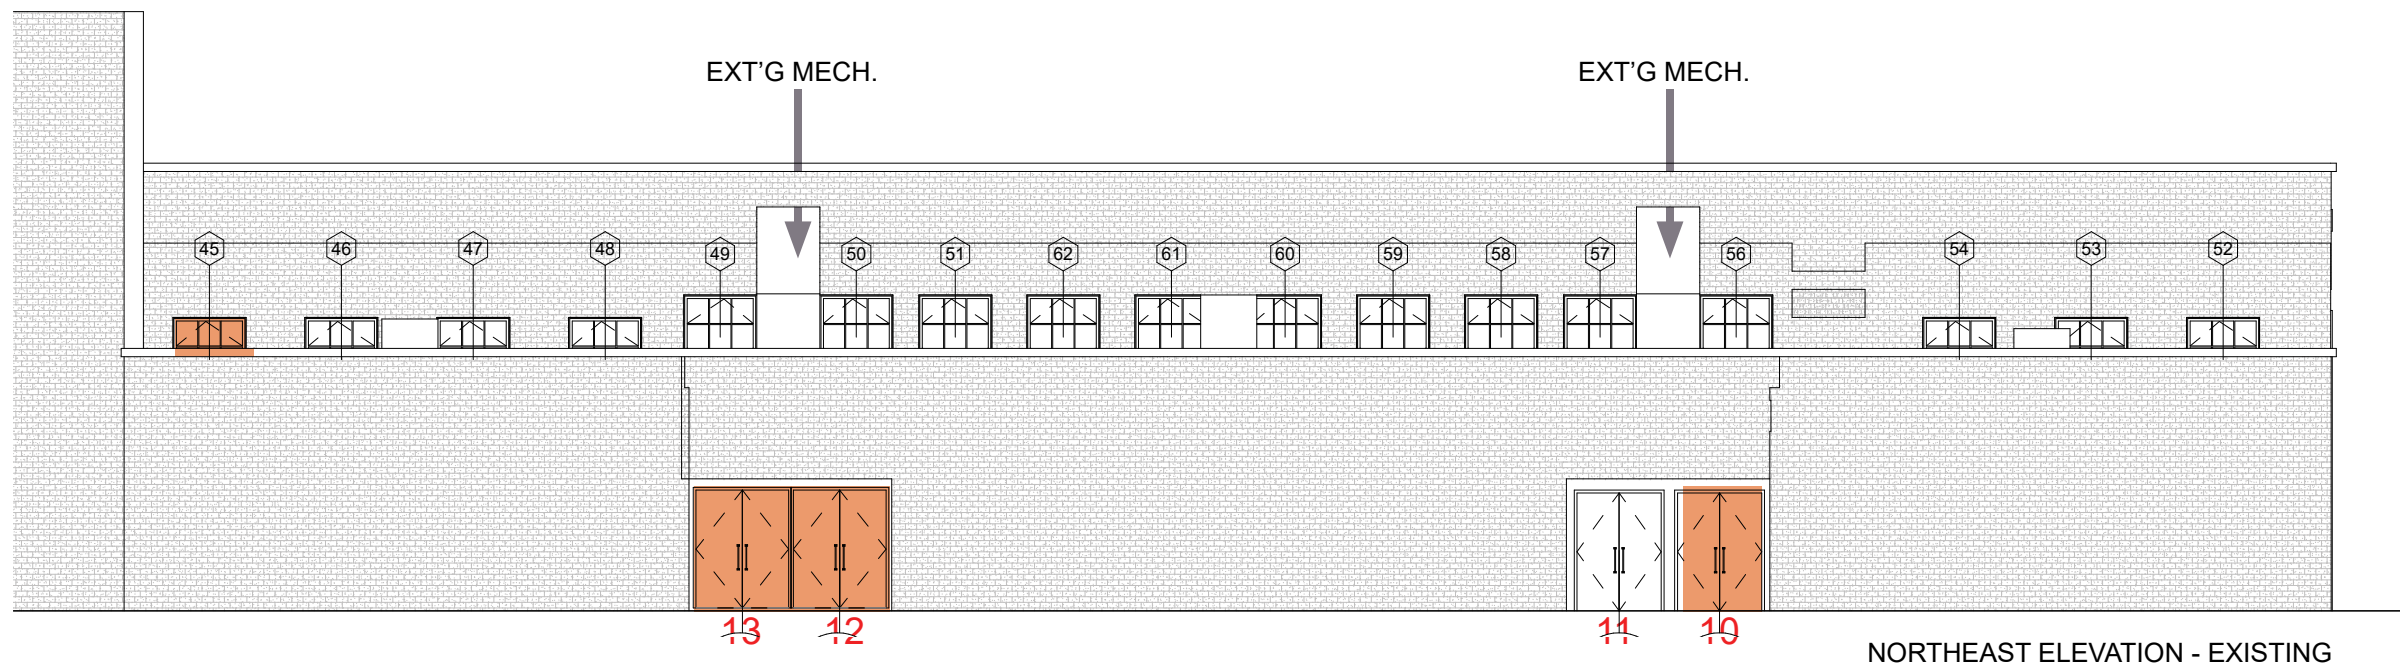 EXT’G MECH.
EXT’G MECH.
45 46 47 48 49 50 51 62 61 60 59 58 57 56 54 53 52
13 12 11 10
NORTHEAST ELEVATION - EXISTING